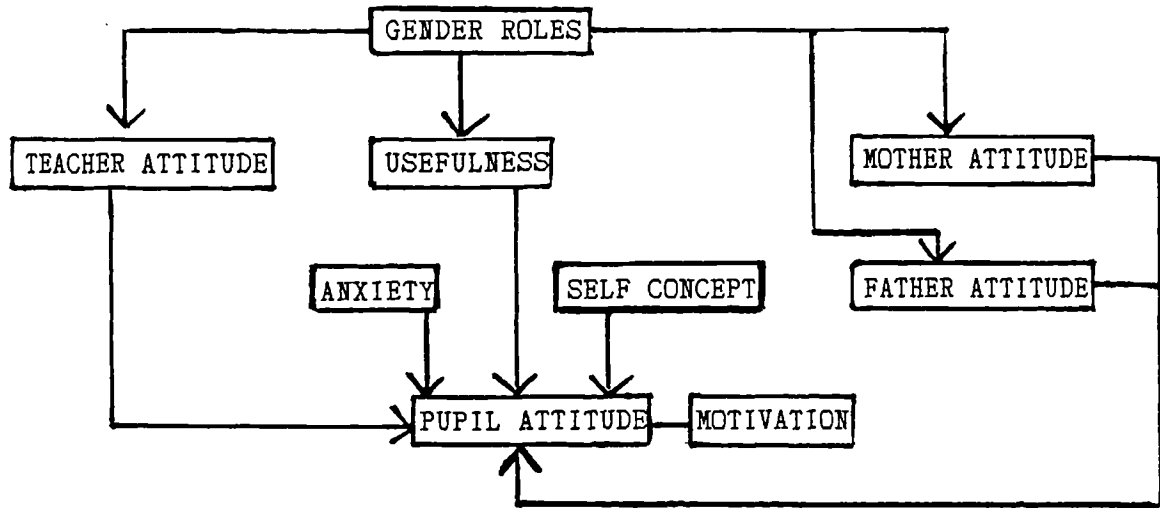 GENDER ROLES
TEACHER ATTITUDE
USEFULNESS
MOTHER ATTITUDE
FATHER ATTITUDE
ANXIETY
SELF CONCEPT
PUPIL ATTITUDE
MOTIVATION